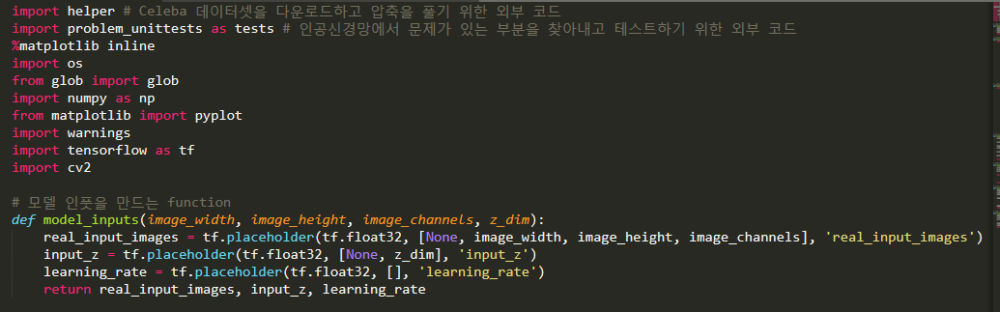 import helper # Celeba 데이터셋을 다운로드하고 압축을 풀기 위한 외부 코드
import problem_unittests as tests # 인공신경망에서 문제가 있는 부분을 찾아내고 테스트하기 위한 외부 코드
%matplotlib inline
import os
from glob import glob
import numpy as np
from matplotlib import pyplot
import warnings
import tensorflow as tf
import cv2

# 모델 인풋을 만드는 function
def model_inputs(image_width, image_height, image_channels, z_dim):
    real_input_images = tf.placeholder(tf.float32, [None, image_width, image_height, image_channels], 'real_input_images')
    input_z = tf.placeholder(tf.float32, [None, z_dim], 'input_z')
    learning_rate = tf.placeholder(tf.float32, [], 'learning_rate')
    return real_input_images, input_z, learning_rate